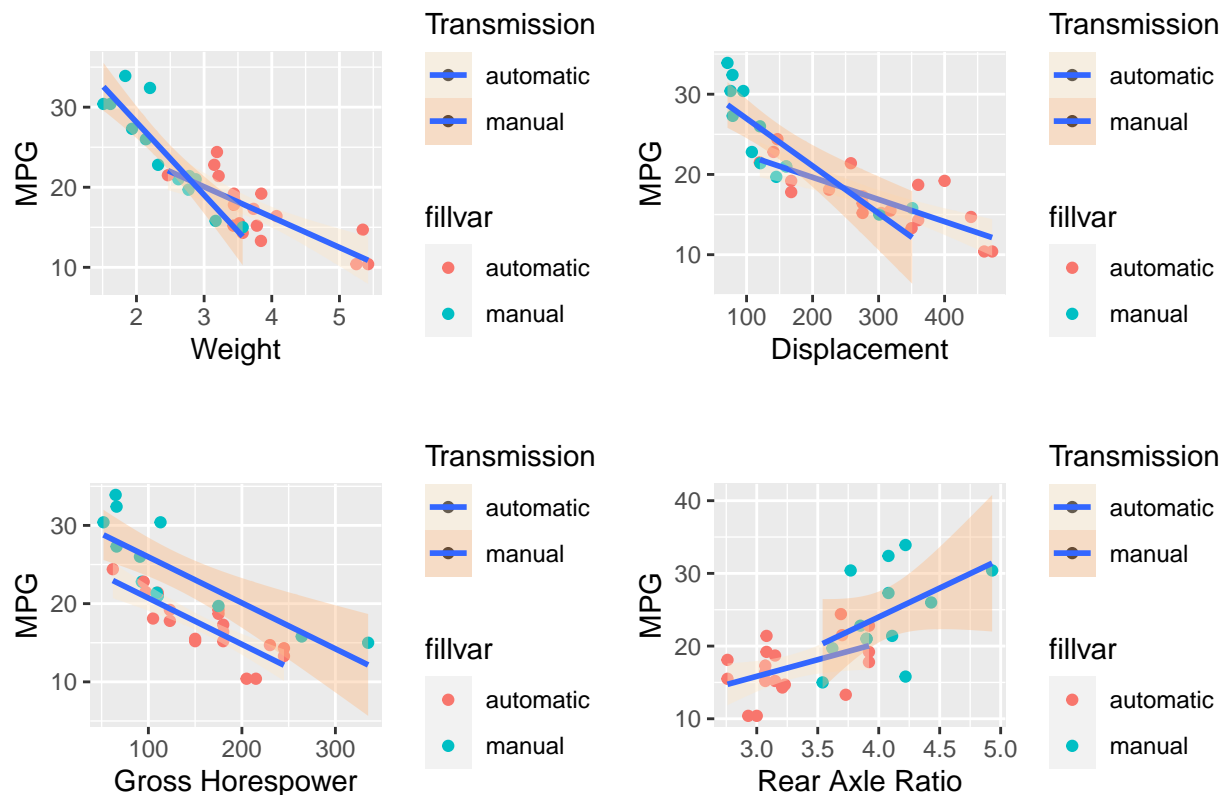 Transmission
automatic
manual
fillvar
automatic
manual
MPG
30
20
10
2 3 4 5
Weight
Transmission
automatic
manual
fillvar
automatic
manual
MPG
30
20
10
100 200 300 400
Displacement
Transmission
automatic
manual
fillvar
automatic
manual
MPG
30
20
10
100 200 300
Gross Horespower
Transmission
automatic
manual
fillvar
automatic
manual
MPG
40
30
20
10
3.0 3.5 4.0 4.5 5.0
Rear Axle Ratio